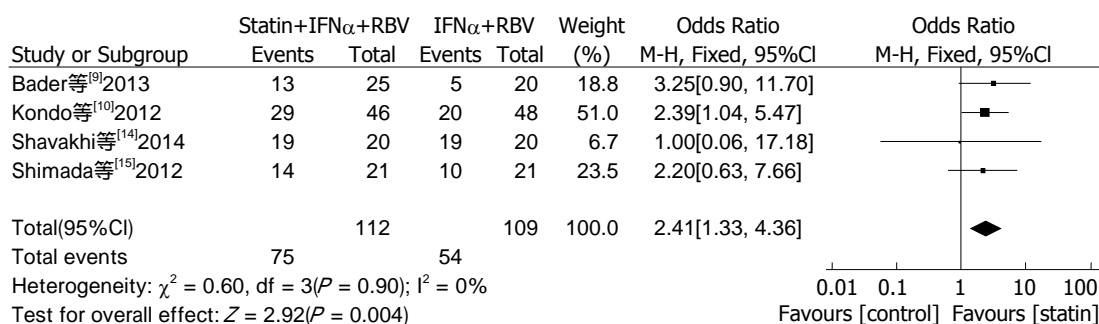 Statin+IFNα+RBV IFNα+RBV Weight Odds Ratio Odds Ratio
Study or Subgroup Events Total Events Total (%) M-H, Fixed, 95%CI M-H, Fixed, 95%CI
Bader等[9]2013 13 25 5 20 18.8 3.25[0.90, 11.70]
Kondo等[10]2012 29 46 20 48 51.0 2.39[1.04, 5.47]
Shavakhi等[14]2014 19 20 19 20 6.7 1.00[0.06, 17.18]
Shimada等[15]2012 14 21 10 21 23.5 2.20[0.63, 7.66]
Total(95%CI) 112 109 100.0 2.41[1.33, 4.36]
Total events 75 54
Heterogeneity: χ² = 0.60, df = 3(P = 0.90); I² = 0%
Test for overall effect: Z = 2.92(P = 0.004)
0.01 0.1 1 10 100
Favours [control] Favours [statin]